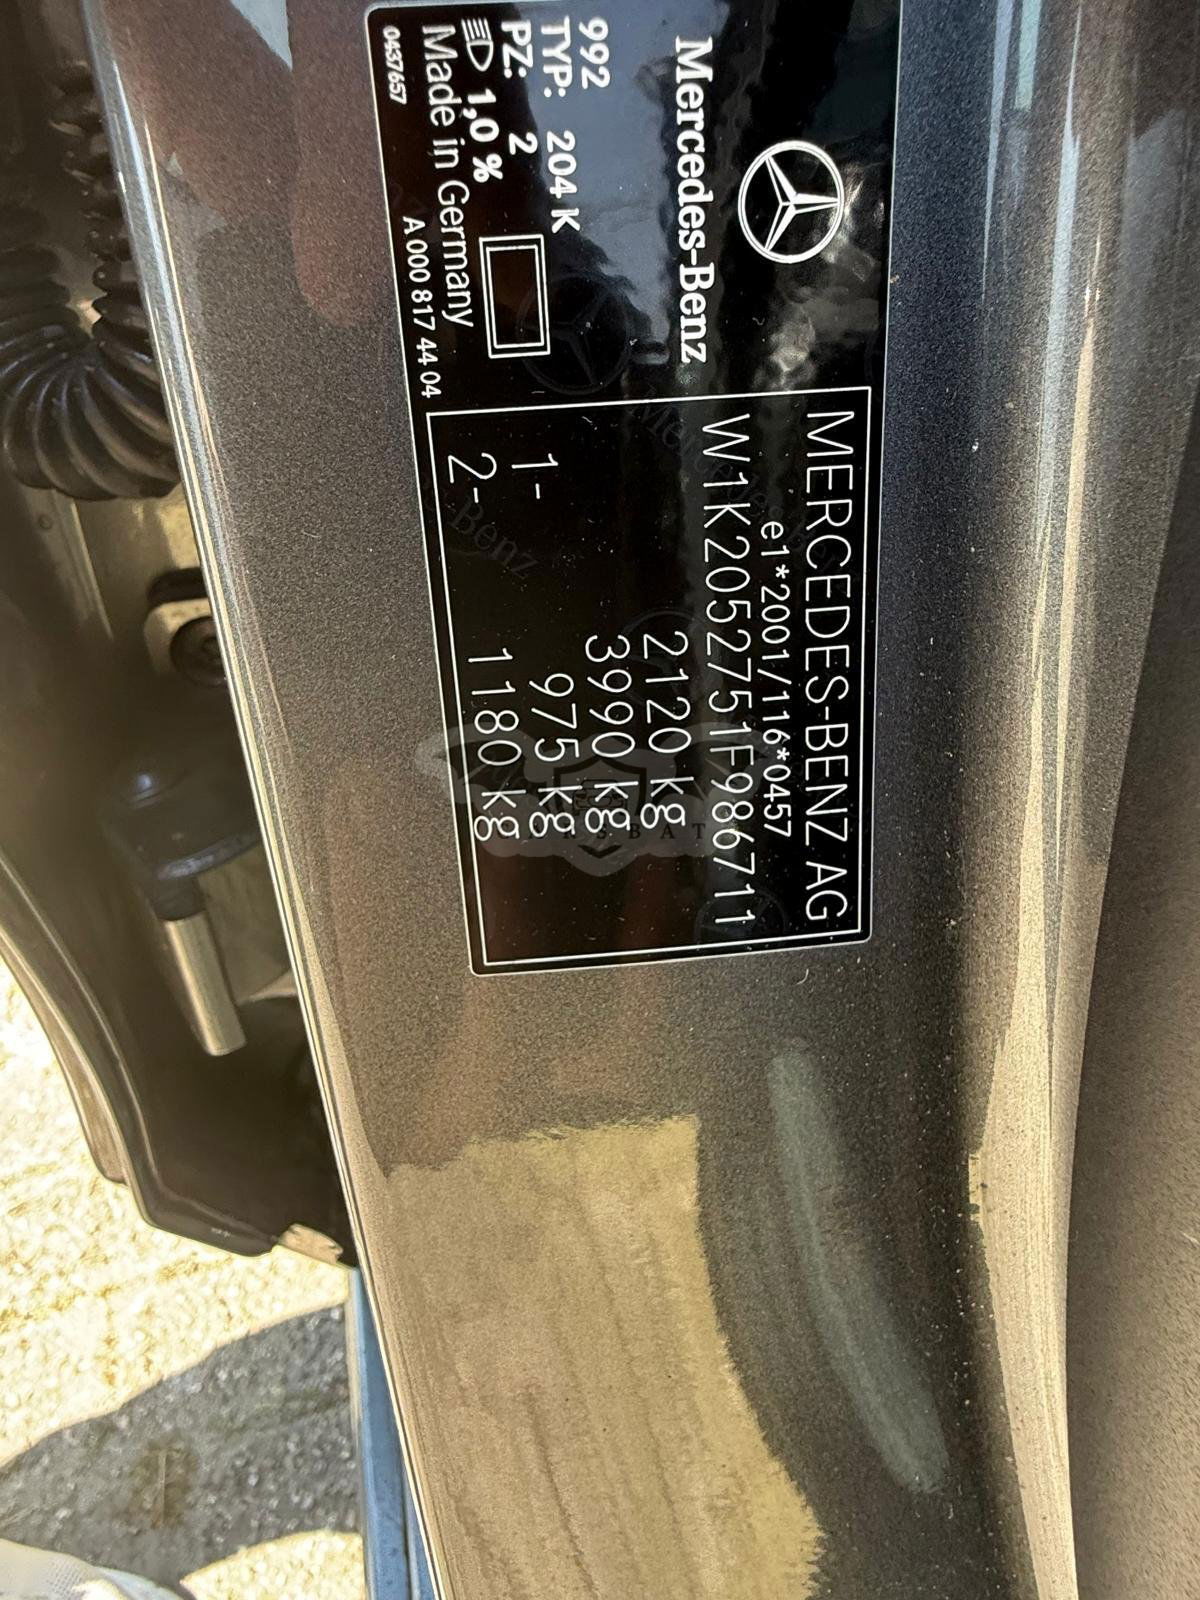 Mercedes-Benz
992
TYP: 204 K
PZ: 2
1,0 %
Made in Germany
0437657
A 000 817 44 04
MERCEDES-BENZ AG
e1*2001/116*0457
W1K2052751F986711
2120 kg
3990 kg
1- 975 kg
2- 1180 kg